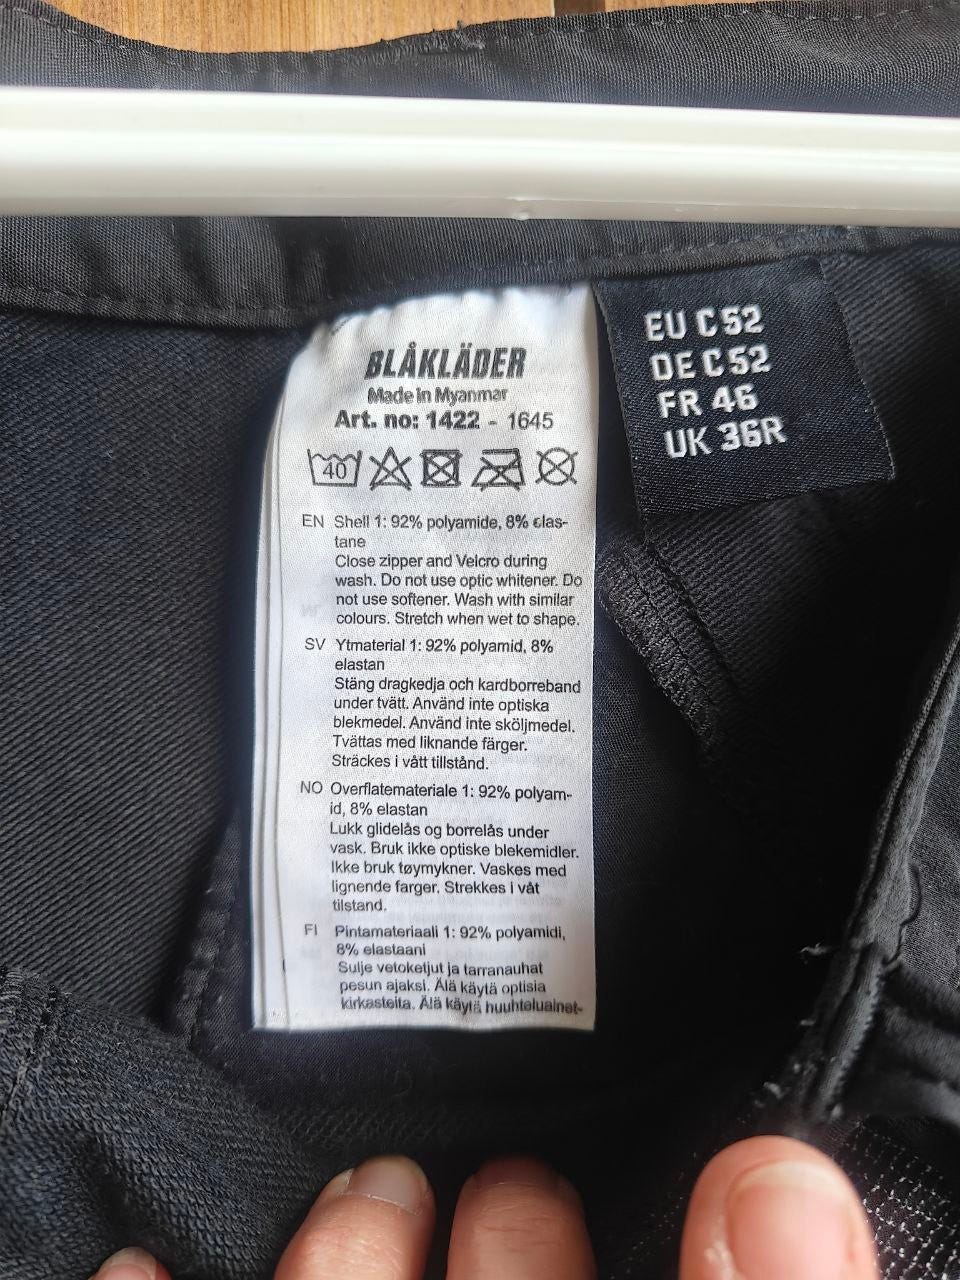 BLÅKLÄDER
Made in Myanmar
Art. no: 1422 - 1645
40
EN Shell 1: 92% polyamide, 8% elas-
tane
Close zipper and Velcro during
wash. Do not use optic whitener. Do
not use softener. Wash with similar
colours. Stretch when wet to shape.
SV Ytmaterial 1: 92% polyamid, 8%
elastan
Stäng dragkedja och kardborreband
under tvätt. Använd inte optiska
blekmedel. Använd inte sköljmedel.
Tvättas med liknande färger.
Sträckes i vått tillstånd.
NO Overflatemateriale 1: 92% polyam-
id, 8% elastan
Lukk glidelås og borrelås under
vask. Bruk ikke optiske blekemidler.
Ikke bruk tøymykner. Vaskes med
lignende farger. Strekkes i våt
tilstand.
FI Pintamateriaali 1: 92% polyamidi,
8% elastaani
Sulje vetoketjut ja tarranauhat
pesun ajaksi. Älä käytä optisia
kirkasteita. Älä käytä huuhteluainet-
EU C52
DE C52
FR 46
UK 36R